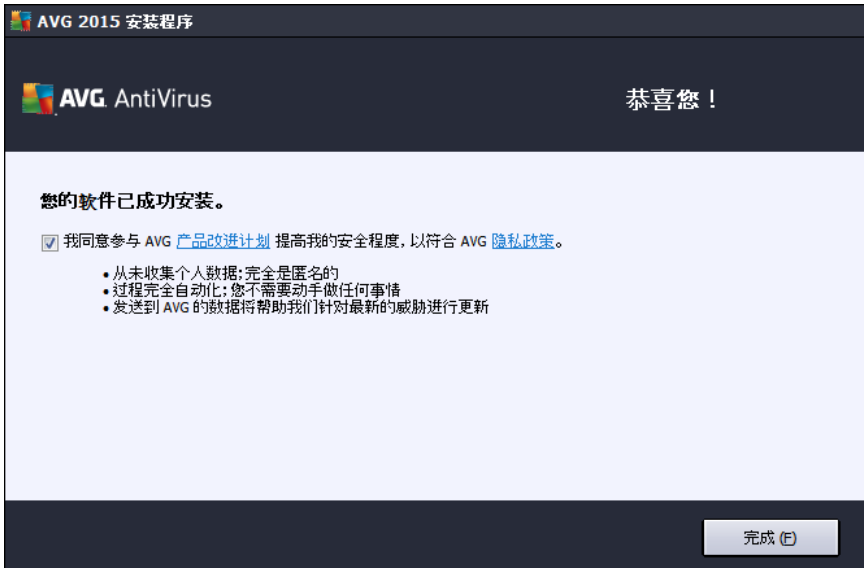 AVG 2015 安装程序
AVG. AntiVirus
恭喜您！
您的软件已成功安装。
我同意参与 AVG 产品改进计划 提高我的安全程度, 以符合 AVG 隐私政策。
• 从未收集个人数据; 完全是匿名的
• 过程完全自动化; 您不需要动手做任何事情
• 发送到 AVG 的数据将帮助我们针对最新的威胁进行更新
完成 (F)